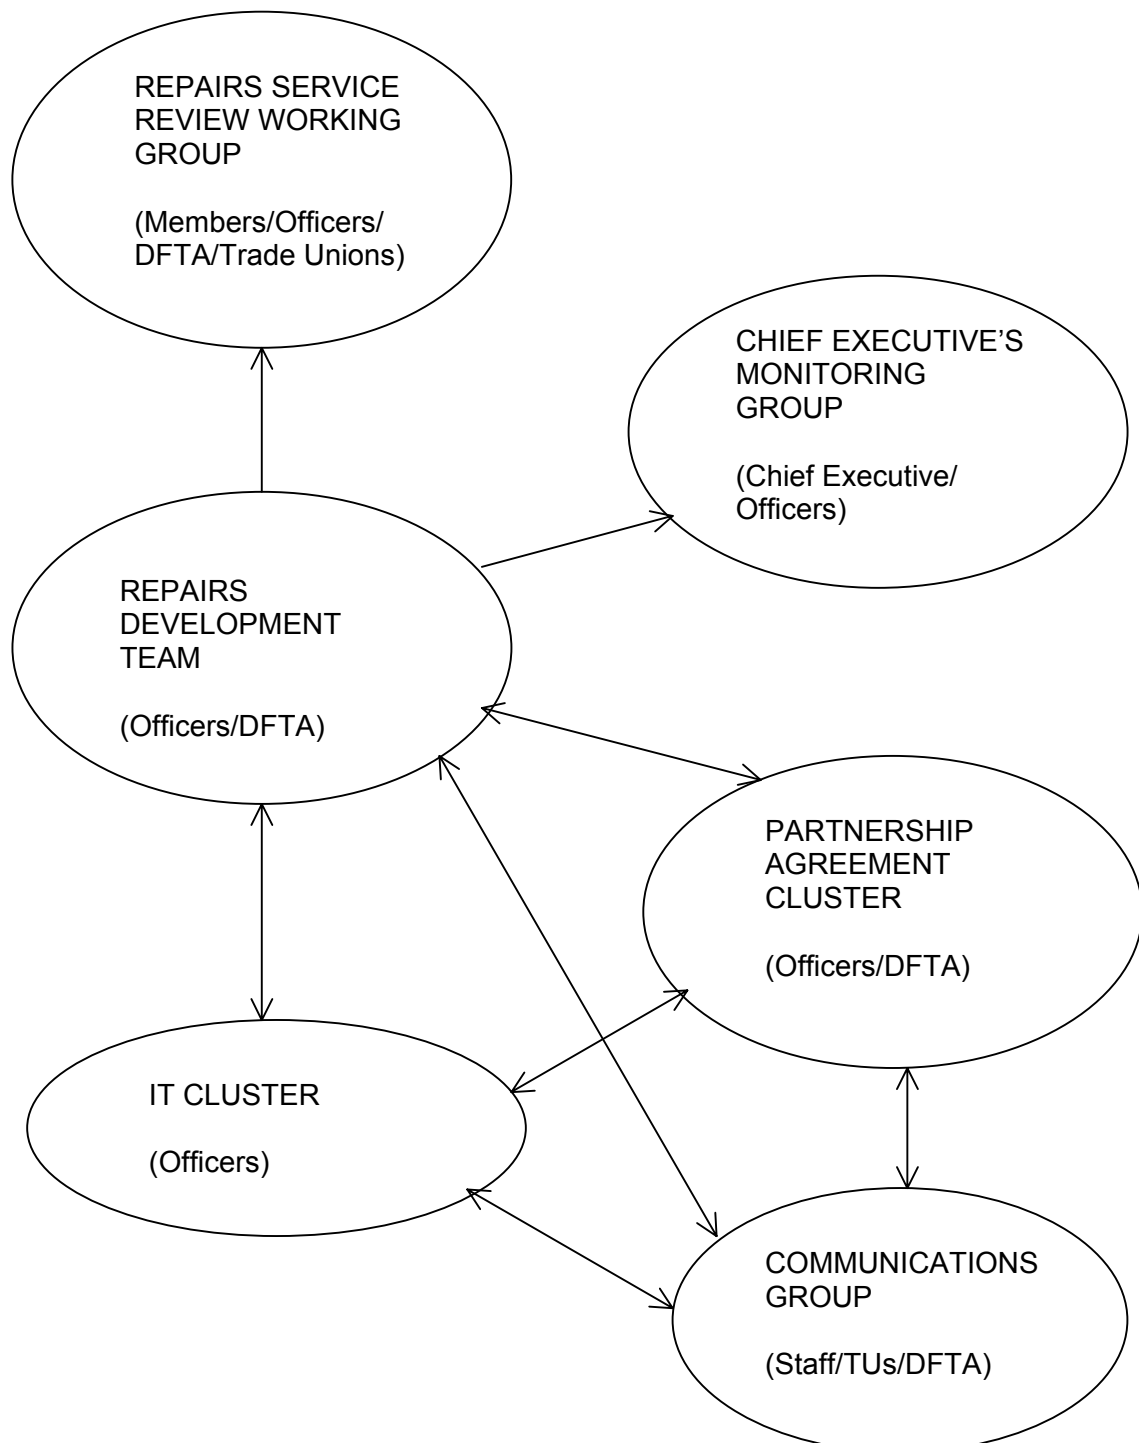 REPAIRS SERVICE
REVIEW WORKING
GROUP
(Members/Officers/
DFTA/Trade Unions)
CHIEF EXECUTIVE’S
MONITORING
GROUP
(Chief Executive/
Officers)
REPAIRS
DEVELOPMENT
TEAM
(Officers/DFTA)
PARTNERSHIP
AGREEMENT
CLUSTER
(Officers/DFTA)
IT CLUSTER
(Officers)
COMMUNICATIONS
GROUP
(Staff/TUs/DFTA)